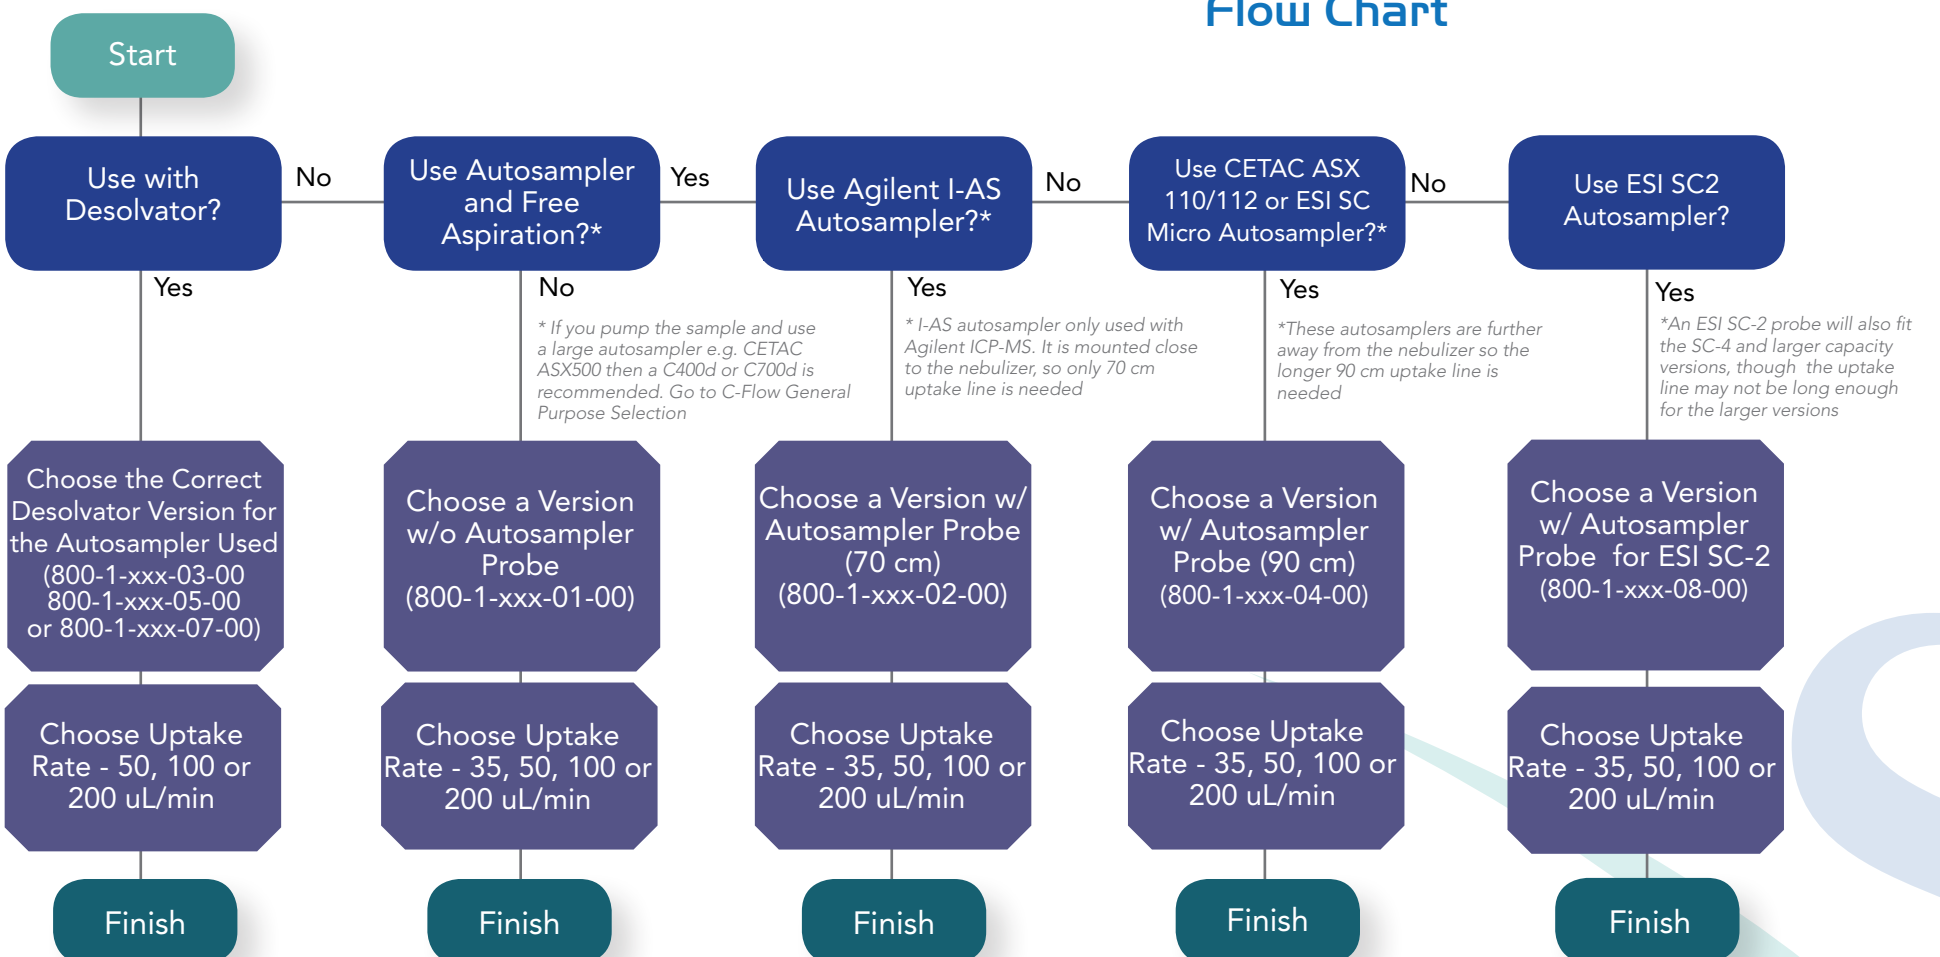 Flow Chart
Start
Use with
Desolvator?
No
Use Autosampler
and Free
Aspiration?*
Yes
Use Agilent I-AS
Autosampler?*
No
Use CETAC ASX
110/112 or ESI SC
Micro Autosampler?*
No
Use ESI SC2
Autosampler?
Yes
No
* If you pump the sample and use
a large autosampler e.g. CETAC
ASX500 then a C400d or C700d is
recommended. Go to C-Flow General
Purpose Selection
Yes
* I-AS autosampler only used with
Agilent ICP-MS. It is mounted close
to the nebulizer, so only 70 cm
uptake line is needed
Yes
*These autosamplers are further
away from the nebulizer so the
longer 90 cm uptake line is
needed
Yes
*An ESI SC-2 probe will also fit
the SC-4 and larger capacity
versions, though the uptake
line may not be long enough
for the larger versions
Choose the Correct
Desolvator Version for
the Autosampler Used
(800-1-xxx-03-00
800-1-xxx-05-00
or 800-1-xxx-07-00)
Choose a Version
w/o Autosampler
Probe
(800-1-xxx-01-00)
Choose a Version w/
Autosampler Probe
(70 cm)
(800-1-xxx-02-00)
Choose a Version
w/ Autosampler
Probe (90 cm)
(800-1-xxx-04-00)
Choose a Version
w/ Autosampler
Probe for ESI SC-2
(800-1-xxx-08-00)
Choose Uptake
Rate - 50, 100 or
200 uL/min
Choose Uptake
Rate - 35, 50, 100 or
200 uL/min
Choose Uptake
Rate - 35, 50, 100 or
200 uL/min
Choose Uptake
Rate - 35, 50, 100 or
200 uL/min
Choose Uptake
Rate - 35, 50, 100 or
200 uL/min
Finish
Finish
Finish
Finish
Finish